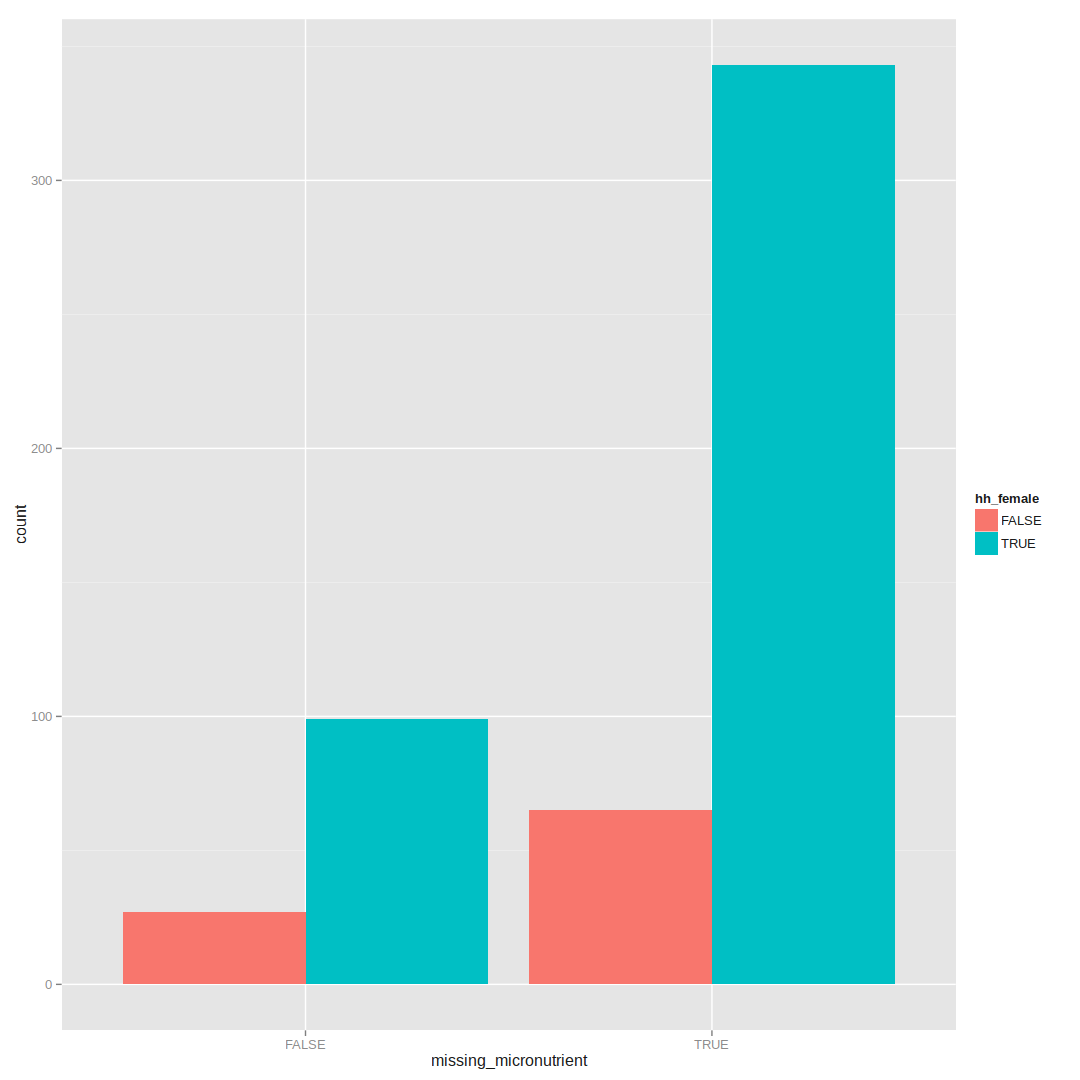 300
200
100
0
count
FALSE
TRUE
missing_micronutrient
hh_female
FALSE
TRUE